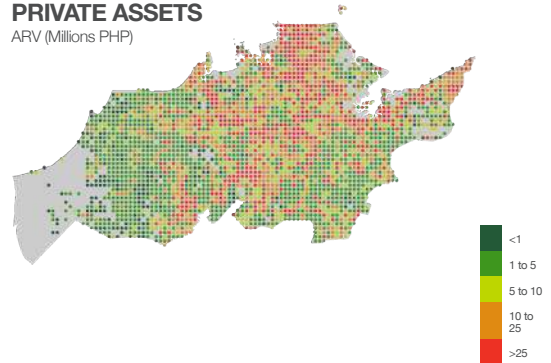 PRIVATE ASSETS
ARV (Millions PHP)
<1
1 to 5
5 to 10
10 to
25
>25